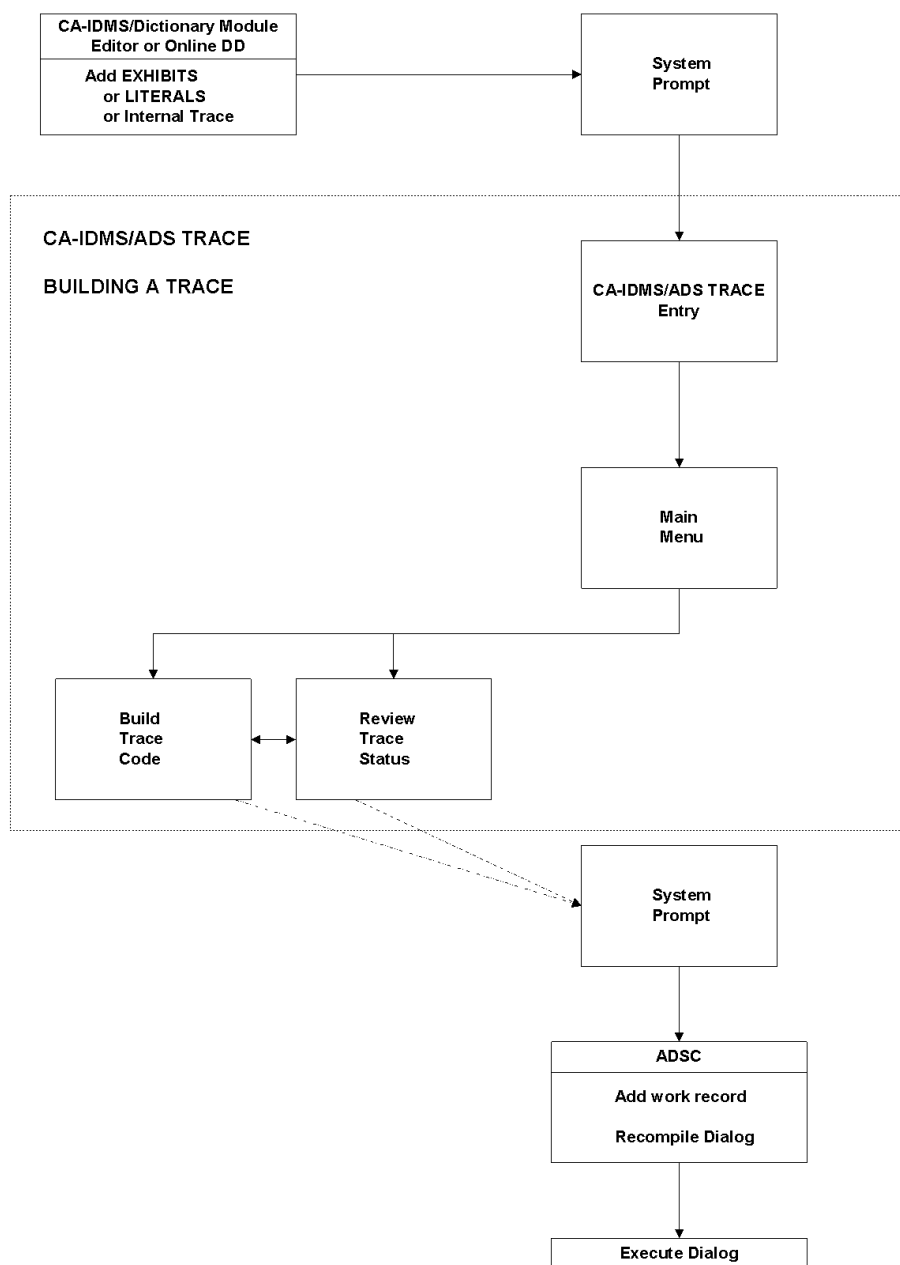 CA-IDMS/Dictionary Module
Editor or Online DD
Add EXHIBITS
or LITERALS
or Internal Trace
System
Prompt
CA-IDMS/ADS TRACE
BUILDING A TRACE
CA-IDMS/ADS TRACE
Entry
Main
Menu
Build
Trace
Code
Review
Trace
Status
System
Prompt
ADSC
Add work record
Recompile Dialog
Execute Dialog